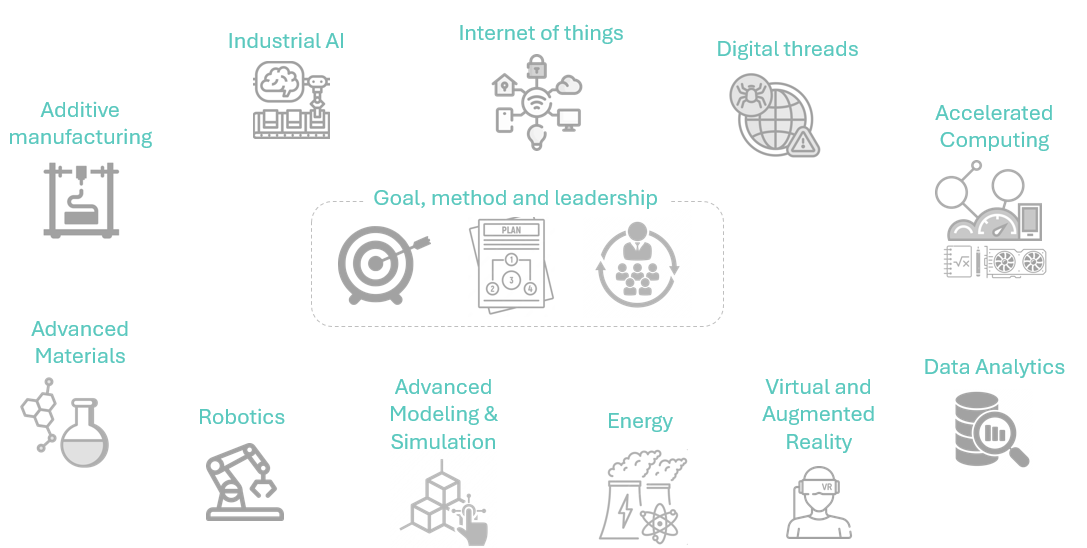 Internet of things
Industrial AI
Digital threads
Additive
manufacturing
Accelerated
Computing
√x
Goal, method and leadership
PLAN
1
2
3
4
Advanced
Materials
Data Analytics
Robotics
Advanced
Modeling &
Simulation
Energy
Virtual and
Augmented
Reality
VR